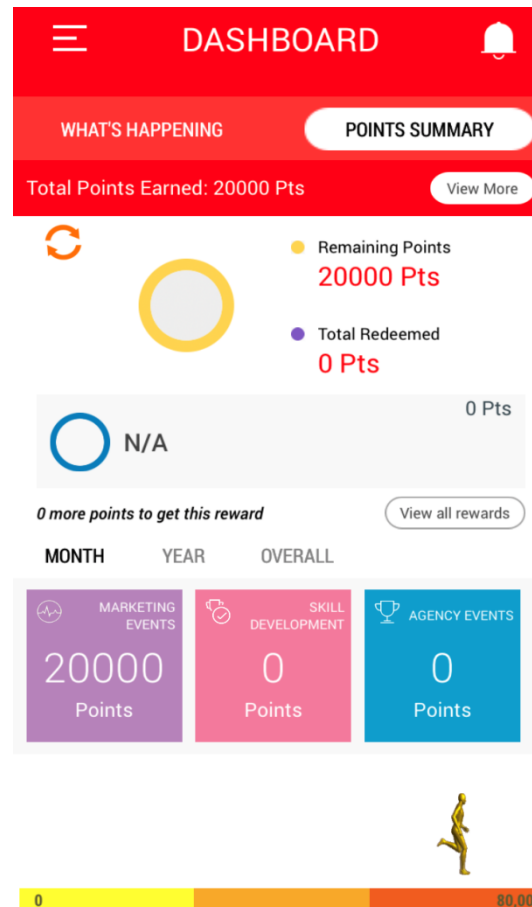 DASHBOARD
WHAT'S HAPPENING
POINTS SUMMARY
Total Points Earned: 20000 Pts
View More
Remaining Points
20000 Pts
Total Redeemed
0 Pts
0 Pts
N/A
0 more points to get this reward
View all rewards
MONTH YEAR OVERALL
MARKETING
EVENTS
20000
Points
SKILL
DEVELOPMENT
0
Points
AGENCY EVENTS
0
Points
0